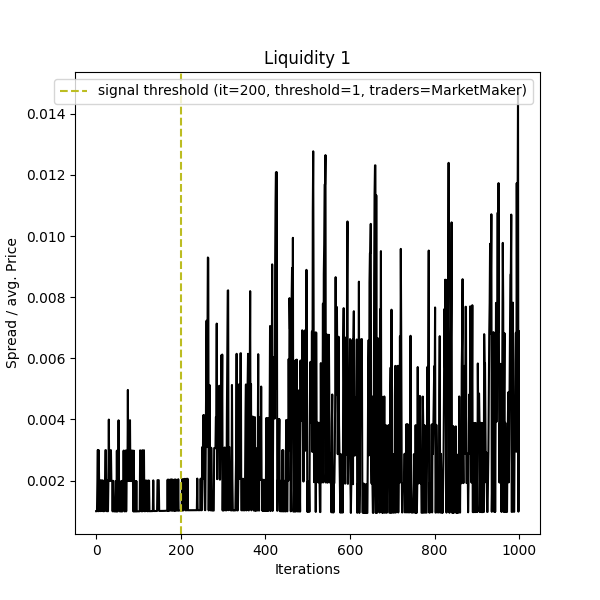 Liquidity 1
signal threshold (it=200, threshold=1, traders=MarketMaker)
0.014
0.012
0.010
0.008
0.006
0.004
0.002
Spread / avg. Price
0 200 400 600 800 1000
Iterations